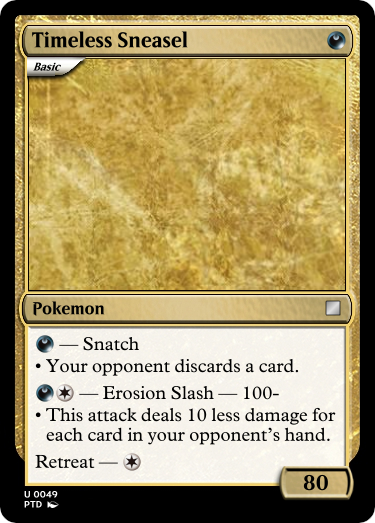 Timeless Sneasel
Basic
Pokemon
— Snatch
• Your opponent discards a card.
— Erosion Slash — 100-
• This attack deals 10 less damage for
each card in your opponent's hand.
Retreat —
80
U 0049
PTD